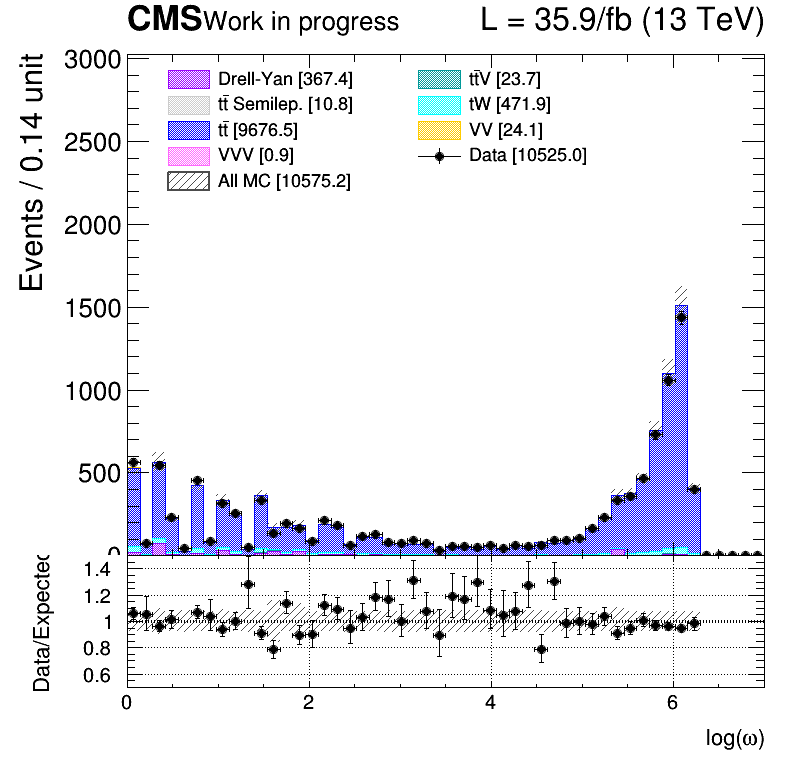 CMS Work in progress L = 35.9/fb (13 TeV)
Events / 0.14 unit
3000
2500
2000
1500
1000
500
0
Drell-Yan [367.4]
tt̄ Semilep. [10.8]
tt̄ [9676.5]
VVV [0.9]
All MC [10575.2]
tt̄V [23.7]
tW [471.9]
VV [24.1]
Data [10525.0]
Data/Expected
1.4
1.2
1
0.8
0.6
0 2 4 6
log(ω)